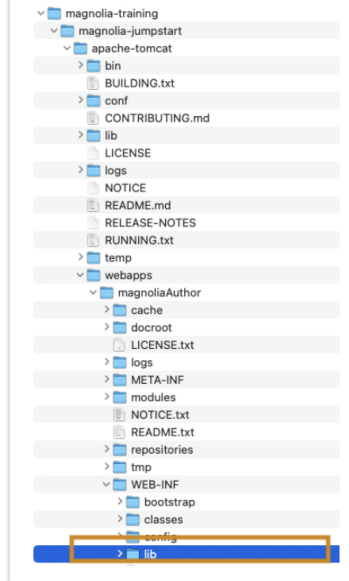 magnolia-training
magnolia-jumpstart
apache-tomcat
bin
BUILDING.txt
conf
CONTRIBUTING.md
lib
LICENSE
logs
NOTICE
README.md
RELEASE-NOTES
RUNNING.txt
temp
webapps
magnoliaAuthor
cache
docroot
LICENSE.txt
logs
META-INF
modules
NOTICE.txt
README.txt
repositories
tmp
WEB-INF
bootstrap
classes
config
lib